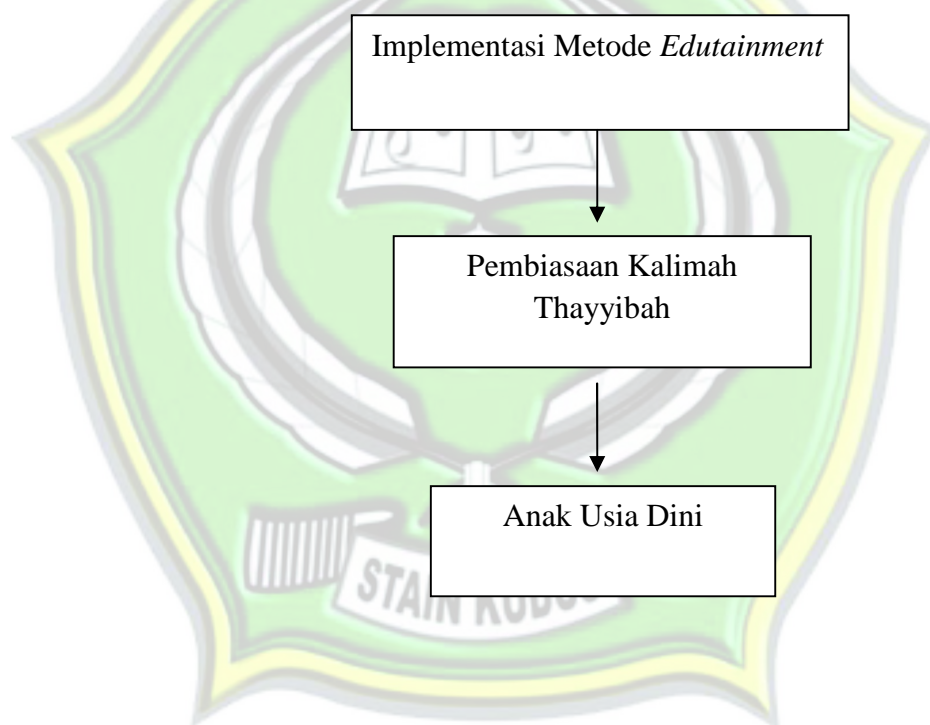 Implementasi Metode Edutainment
Pembiasaan Kalimah
Thayyibah
Anak Usia Dini
STAIN KUDUS